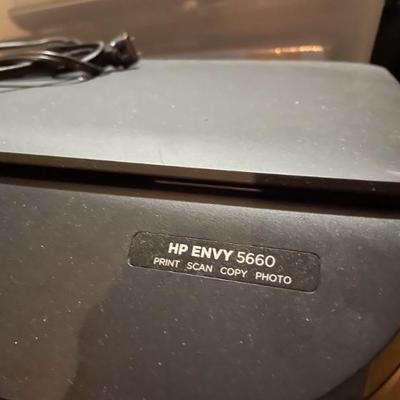 HP ENVY 5660
PRINT SCAN COPY PHOTO